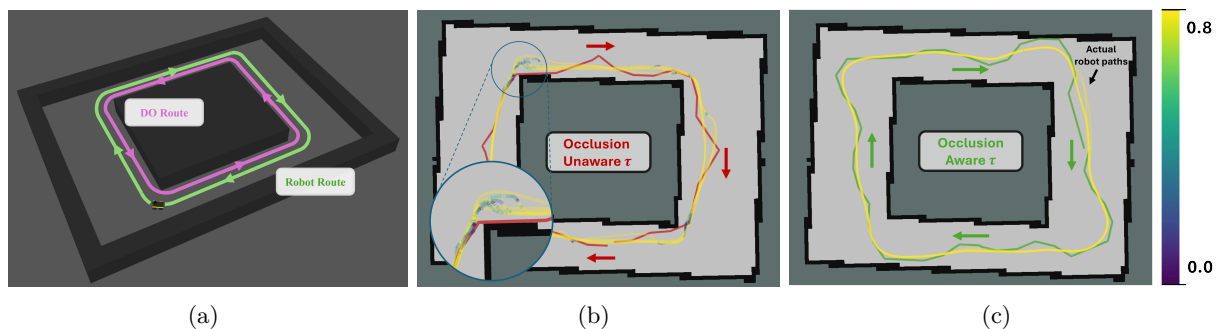 DO Route
Robot Route
Occlusion
Unaware τ
Occlusion
Aware τ
Actual
robot paths
0.8
0.0
(a)
(b)
(c)